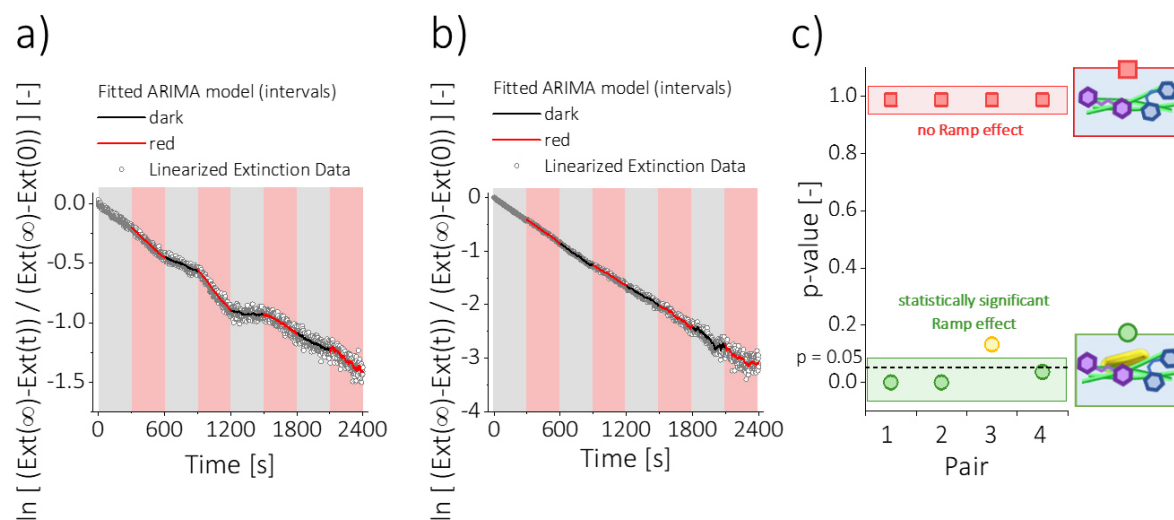 a)
Fitted ARIMA model (intervals)
dark
red
Linearized Extinction Data
ln [ (Ext(∞)-Ext(t)) / (Ext(∞)-Ext(0)) ] [-]
0.0
-0.5
-1.0
-1.5
0 600 1200 1800 2400
Time [s]
b)
Fitted ARIMA model (intervals)
dark
red
Linearized Extinction Data
ln [ (Ext(∞)-Ext(t)) / (Ext(∞)-Ext(0)) ] [-]
0
-1
-2
-3
-4
0 600 1200 1800 2400
Time [s]
c)
p-value [-]
1.0
0.8
0.6
0.4
0.2
p = 0.05
0.0
no Ramp effect
statistically significant
Ramp effect
1 2 3 4
Pair